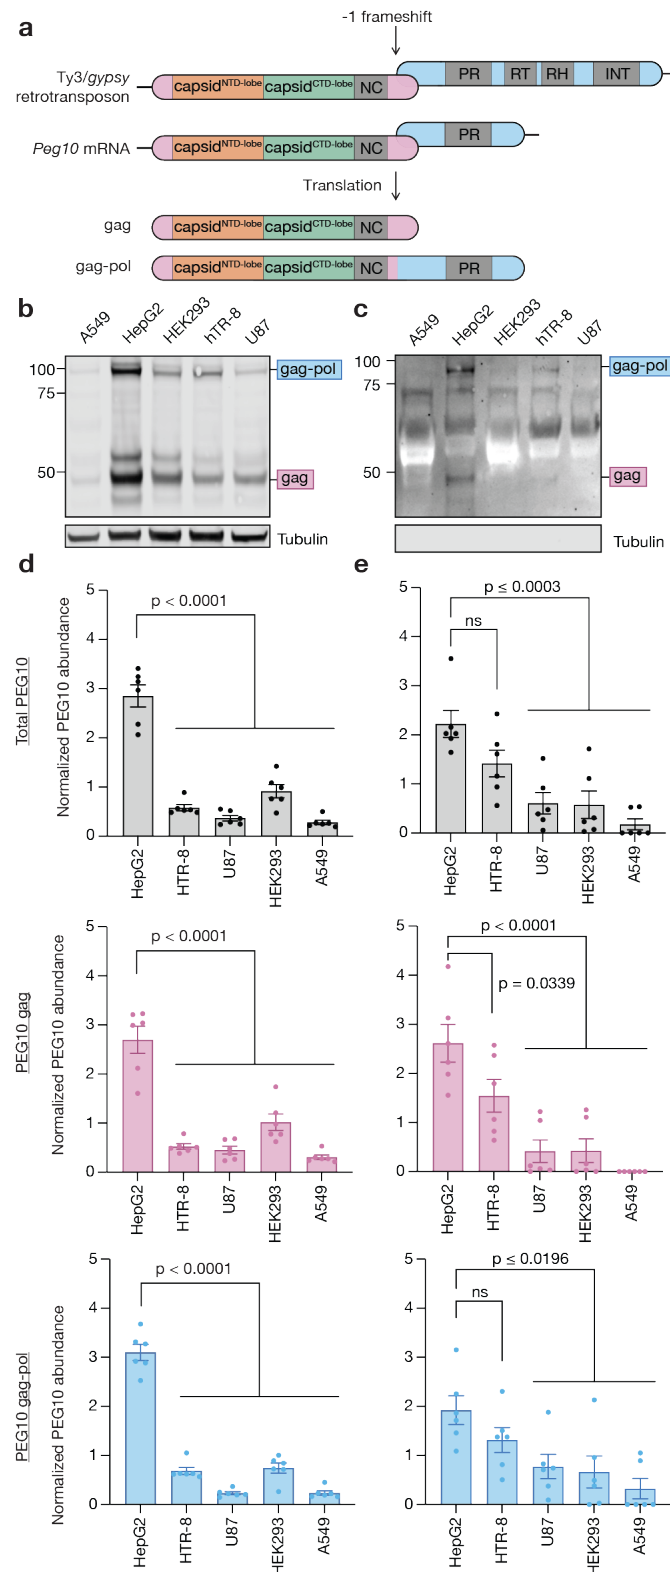 a
-1 frameshift
Ty3/gypsy
retrotransposon
capsidNTD-lobe capsidCTD-lobe NC PR RT RH INT
Peg10 mRNA
capsidNTD-lobe capsidCTD-lobe NC PR
Translation
gag
capsidNTD-lobe capsidCTD-lobe NC
gag-pol
capsidNTD-lobe capsidCTD-lobe NC PR
b
A549 HepG2 HEK293 hTR-8 U87
100
75
50
gag-pol
gag
Tubulin
c
A549 HepG2 HEK293 hTR-8 U87
100
75
50
gag-pol
gag
Tubulin
d
Total PEG10
Normalized PEG10 abundance
5
4
3
2
1
0
p < 0.0001
HepG2 HTR-8 U87 HEK293 A549
e
5
4
3
2
1
0
p ≤ 0.0003
ns
HepG2 HTR-8 U87 HEK293 A549
PEG10 gag
Normalized PEG10 abundance
5
4
3
2
1
0
p < 0.0001
HepG2 HTR-8 U87 HEK293 A549
5
4
3
2
1
0
p < 0.0001
p = 0.0339
HepG2 HTR-8 U87 HEK293 A549
PEG10 gag-pol
Normalized PEG10 abundance
5
4
3
2
1
0
p < 0.0001
HepG2 HTR-8 U87 HEK293 A549
5
4
3
2
1
0
p ≤ 0.0196
ns
HepG2 HTR-8 U87 HEK293 A549